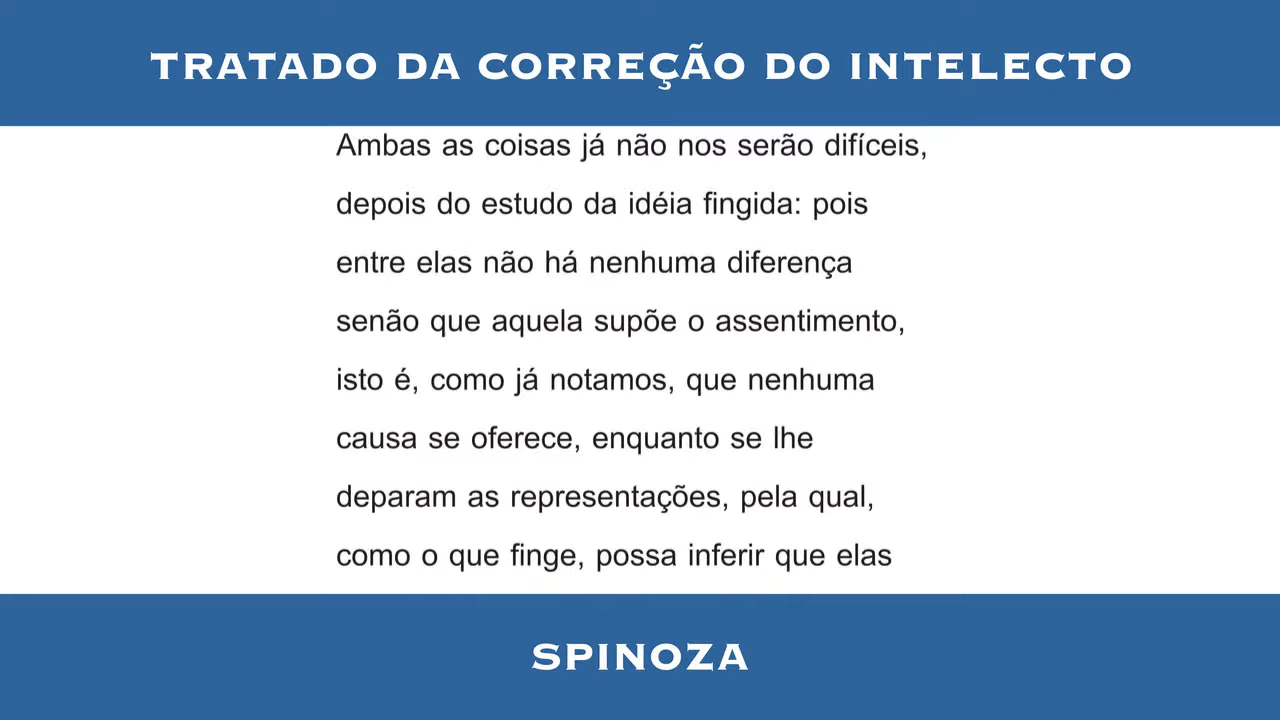 TRATADO DA CORREÇÃO DO INTELECTO
Ambas as coisas já não nos serão difíceis,
depois do estudo da idéia fingida: pois
entre elas não há nenhuma diferença
senão que aquela supõe o assentimento,
isto é, como já notamos, que nenhuma
causa se oferece, enquanto se lhe
deparam as representações, pela qual,
como o que finge, possa inferir que elas
SPINOZA